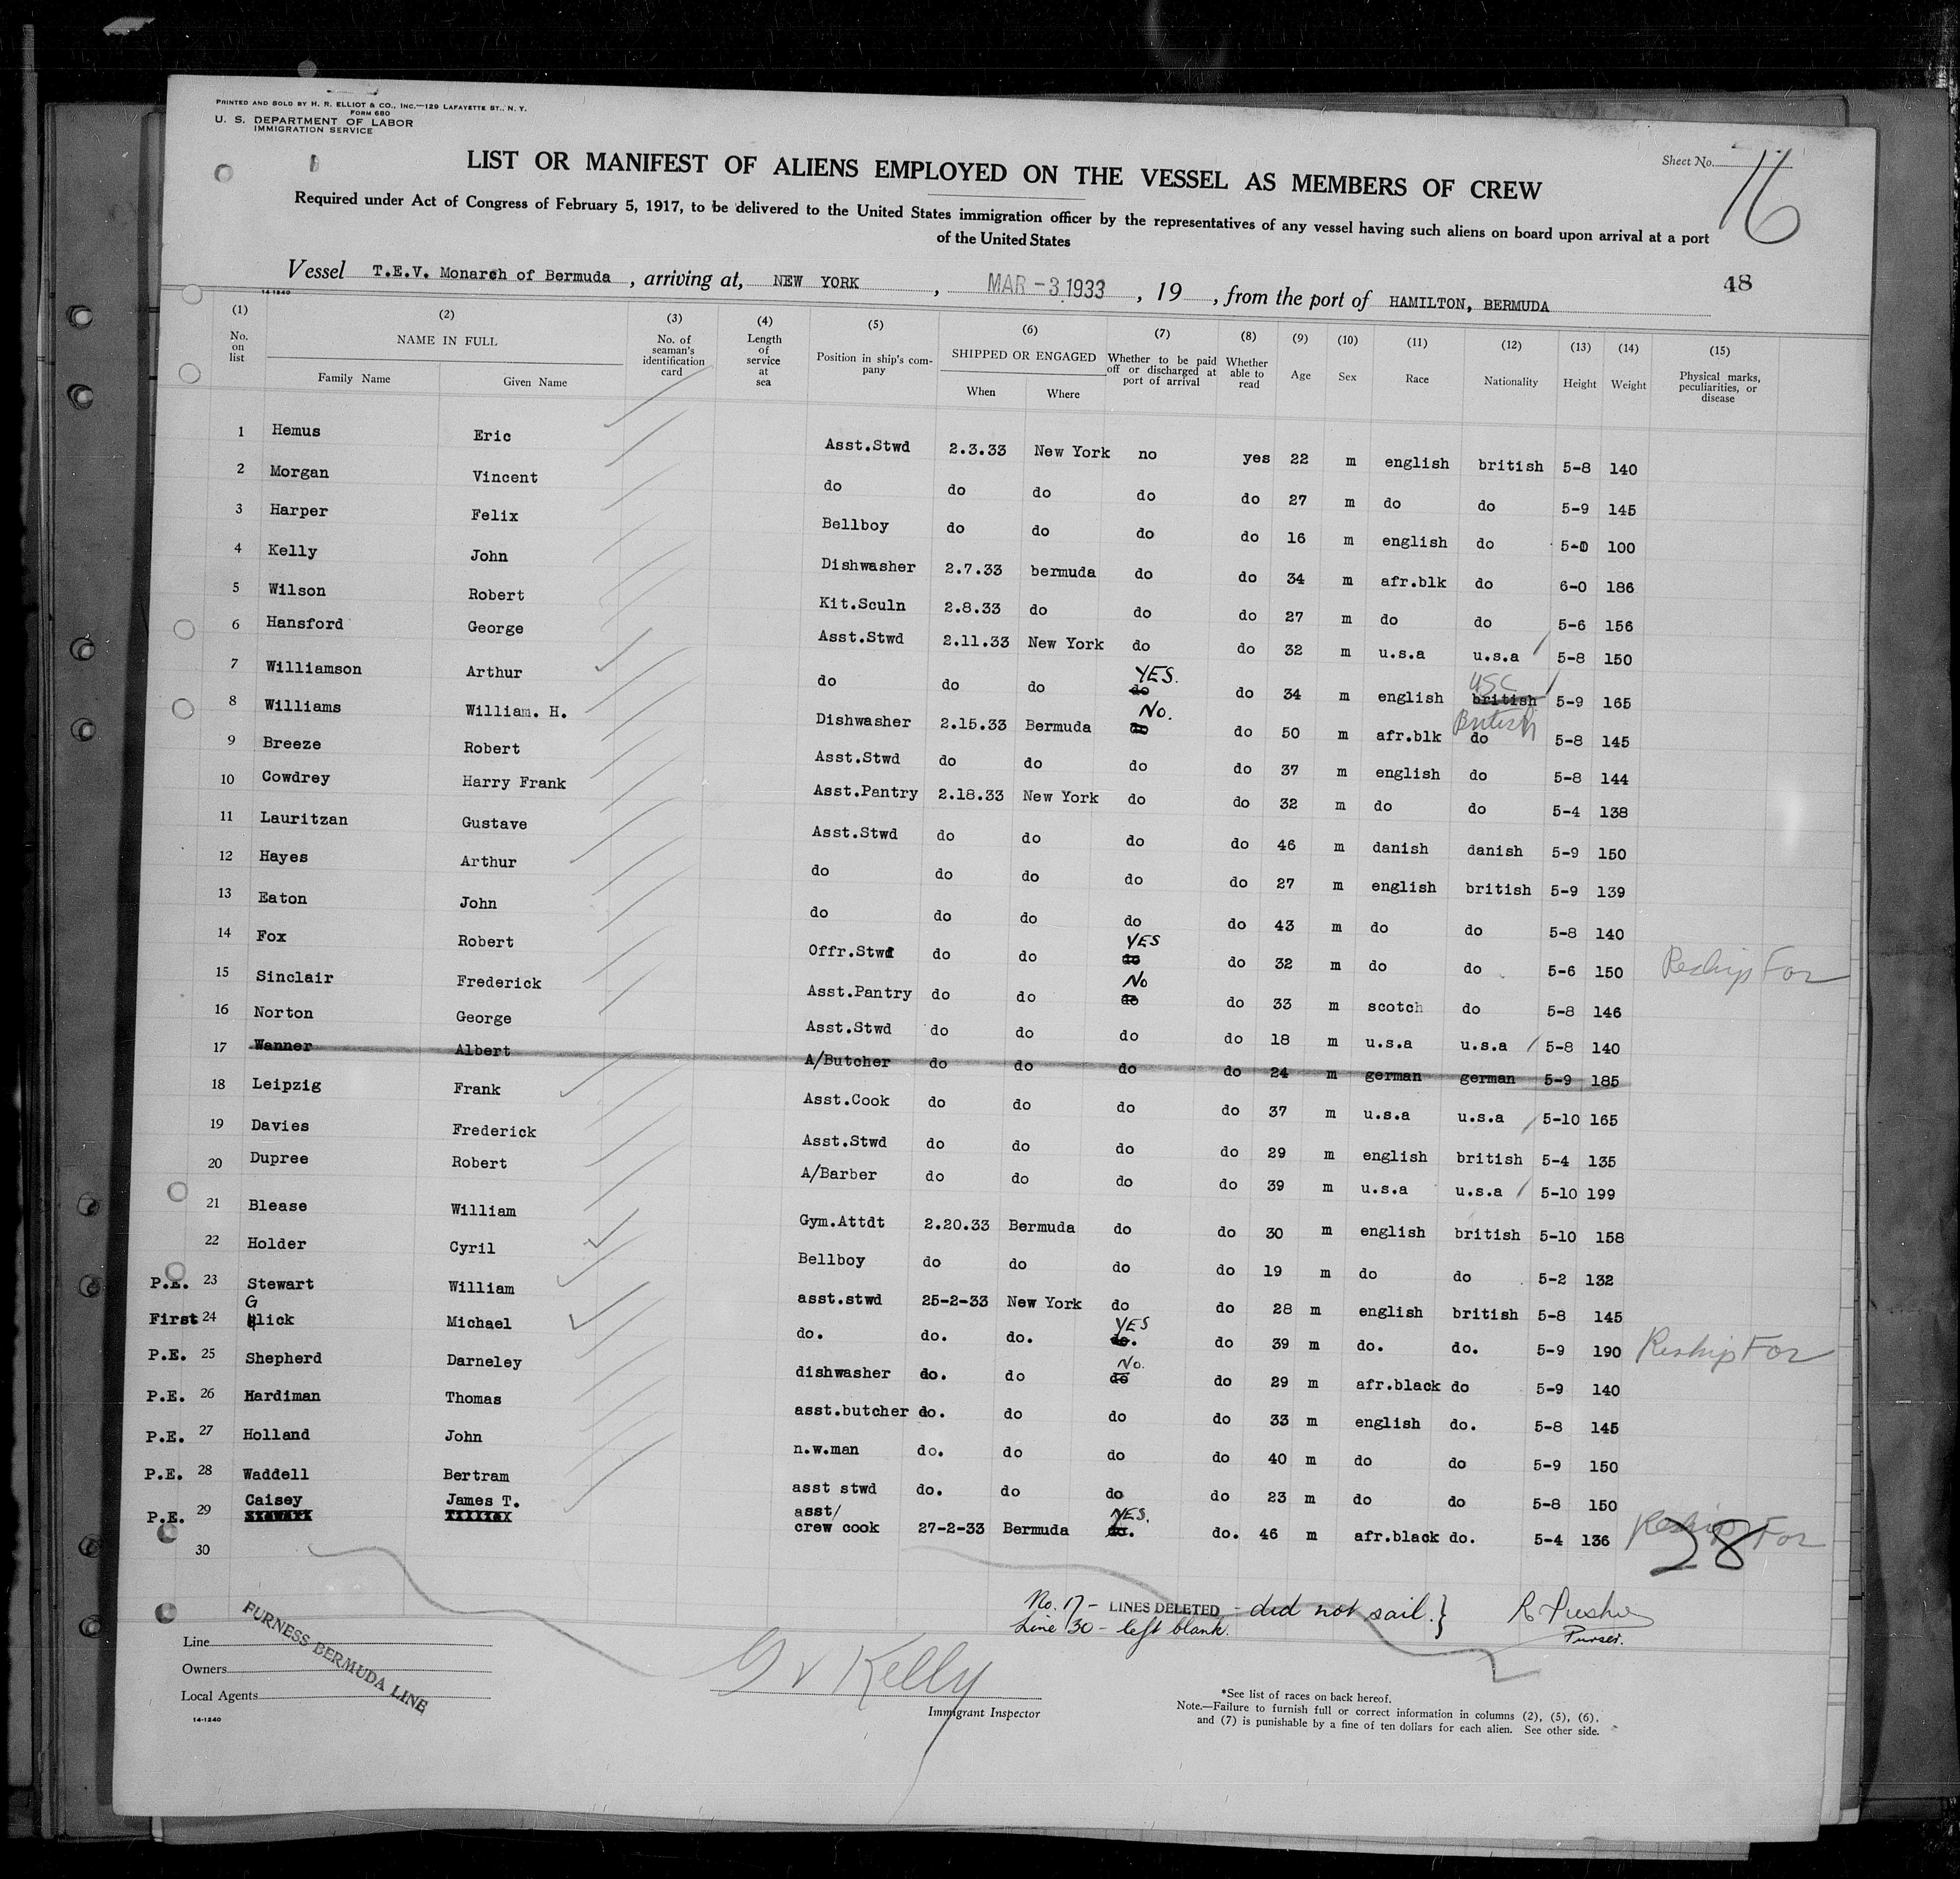 PRINTED AND SOLD BY H. R. ELLIOT & CO., INC.—129 LAFAYETTE ST., N. Y.
FORM 680
U. S. DEPARTMENT OF LABOR
IMMIGRATION SERVICE
Sheet No. 16
LIST OR MANIFEST OF ALIENS EMPLOYED ON THE VESSEL AS MEMBERS OF CREW
Required under Act of Congress of February 5, 1917, to be delivered to the United States immigration officer by the representatives of any vessel having such aliens on board upon arrival at a port
of the United States
48
Vessel T.E.V. Monarch of Bermuda, arriving at, NEW YORK, MAR -3 1933, 19 , from the port of HAMILTON, BERMUDA
14-1240
(1) (2) (3) (4) (5) (6) (7) (8) (9) (10) (11) (12) (13) (14) (15)
No. on list NAME IN FULL Family Name Given Name No. of seaman's identification card Length of service at sea Position in ship's company SHIPPED OR ENGAGED When Where Whether to be paid off or discharged at port of arrival Whether able to read Age Sex Race Nationality Height Weight Physical marks, peculiarities, or disease
1 Hemus Eric Asst.Stwd 2.3.33 New York no yes 22 m english british 5-8 140
2 Morgan Vincent do do do do do 27 m do do 5-9 145
3 Harper Felix Bellboy do do do do 16 m english do 5-0 100
4 Kelly John Dishwasher 2.7.33 bermuda do do 34 m afr.blk do 6-0 186
5 Wilson Robert Kit.Sculn 2.8.33 do do do 27 m do do 5-6 156
6 Hansford George Asst.Stwd 2.11.33 New York do do 32 m u.s.a u.s.a 5-8 150
7 Williamson Arthur do do do do YES. do 34 m english british USC 5-9 165
8 Williams William. H. Dishwasher 2.15.33 Bermuda do No. do 50 m afr.blk do British 5-8 145
9 Breeze Robert Asst.Stwd do do do do 37 m english do 5-8 144
10 Cowdrey Harry Frank Asst.Pantry 2.18.33 New York do do 32 m do do 5-4 138
11 Lauritzan Gustave Asst.Stwd do do do do 46 m danish danish 5-9 150
12 Hayes Arthur do do do do do 27 m english british 5-9 139
13 Eaton John do do do do do 43 m do do 5-8 140
14 Fox Robert Offr.Stwd do do do YES do 32 m do do 5-6 150 Reship For
15 Sinclair Frederick Asst.Pantry do do do No do 33 m scotch do 5-8 146
16 Norton George Asst.Stwd do do do do 18 m u.s.a u.s.a 5-8 140
17 Wanner Albert A/Butcher do do do do 24 m german german 5-9 185
18 Leipzig Frank Asst.Cook do do do do 37 m u.s.a u.s.a 5-10 165
19 Davies Frederick Asst.Stwd do do do do 29 m english british 5-4 135
20 Dupree Robert A/Barber do do do do 39 m u.s.a u.s.a 5-10 199
21 Blease William Gym.Attdt 2.20.33 Bermuda do do 30 m english british 5-10 158
22 Holder Cyril Bellboy do do do do 19 m do do 5-2 132
P.E. 23 Stewart William asst.stwd 25-2-33 New York do do 28 m english british 5-8 145
First 24 Glick Michael do. do. do. do. YES do 39 m do. do. 5-9 190 Reship For
P.E. 25 Shepherd Darneley dishwasher do. do do No. do 29 m afr.black do 5-9 140
P.E. 26 Hardiman Thomas asst.butcher do. do do do 33 m english do. 5-8 145
P.E. 27 Holland John n.w.man do. do do do 40 m do do 5-9 150
P.E. 28 Waddell Bertram asst stwd do. do do do 23 m do do 5-8 150
P.E. 29 Caisey James T. asst/ crew cook 27-2-33 Bermuda do. YES. do. 46 m afr.black do. 5-4 136 Reship For
30
28
No. 17 - LINES DELETED - did not sail. }
Line 30 - left blank.
Purser.
Line
Owners
Local Agents
FURNESS BERMUDA LINE
14-1240
G V Kelly
Immigrant Inspector
*See list of races on back hereof.
Note.—Failure to furnish full or correct information in columns (2), (5), (6),
and (7) is punishable by a fine of ten dollars for each alien. See other side.